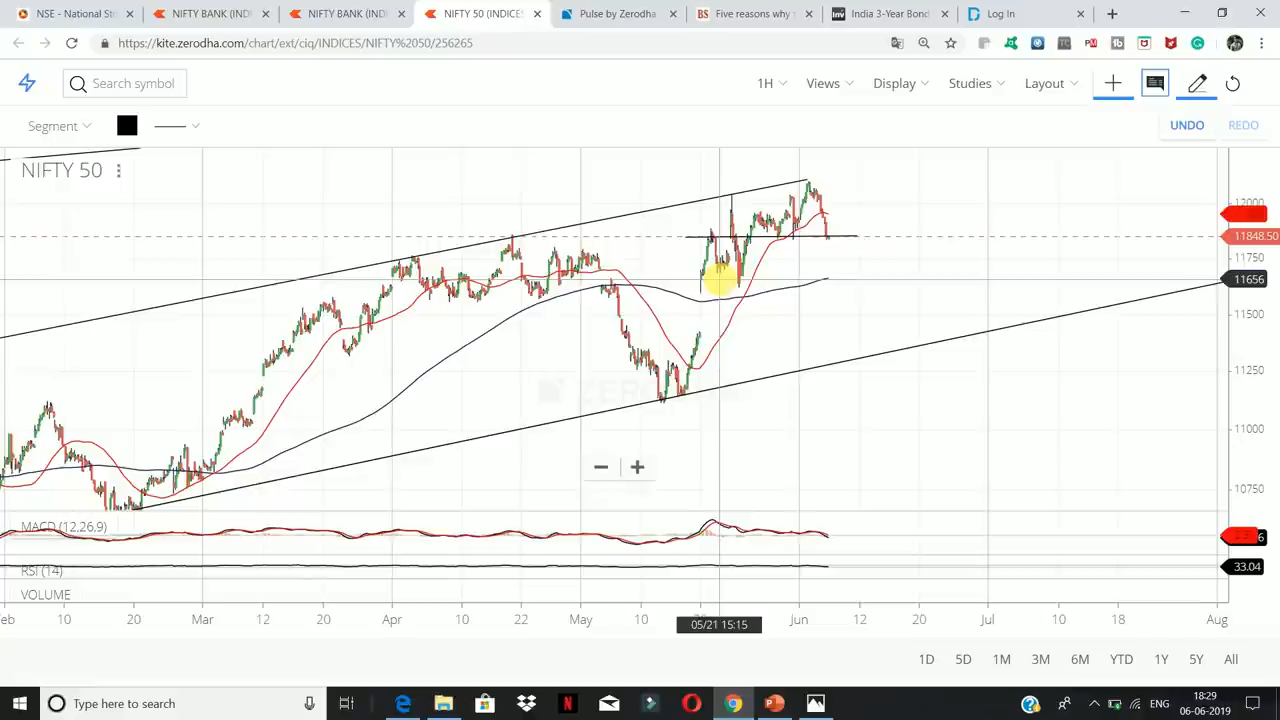 NSE - National Sto
NIFTY BANK (INDI
NIFTY BANK (INDI
NIFTY 50 (INDICES
Pulse by Zerodha
Five reasons why t
India 3-Year Bond
Log In
https://kite.zerodha.com/chart/ext/ciq/INDICES/NIFTY%2050/256265
Search symbol
1H
Views
Display
Studies
Layout
Segment
UNDO
REDO
NIFTY 50
12000
11848.50
11750
11656
11500
11250
11000
10750
ZERO
MACD (12,26,9)
RSI (14)
33.04
VOLUME
Feb 10 20 Mar 12 20 Apr 10 22 May 10 05/21 15:15 Jun 12 20 Jul 10 18 Aug
1D 5D 1M 3M 6M YTD 1Y 5Y All
Type here to search
ENG
18:29
06-06-2019